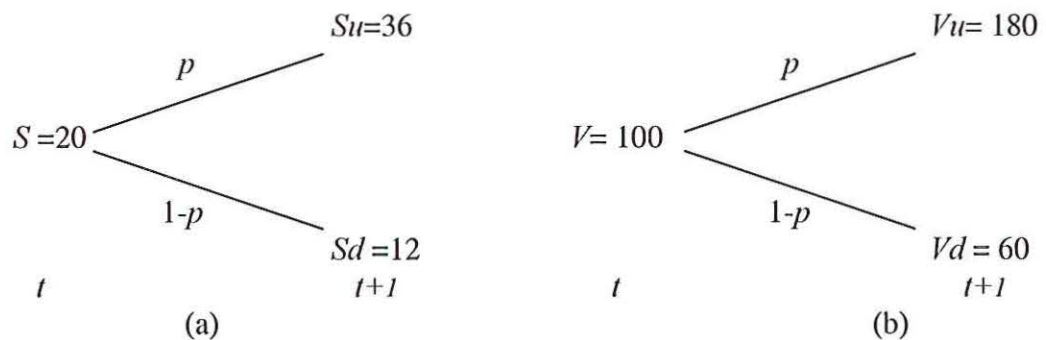 Su=36
p
S =20
1-p
Sd =12
t
t+1
(a)
Vu= 180
p
V= 100
1-p
Vd = 60
t
t+1
(b)